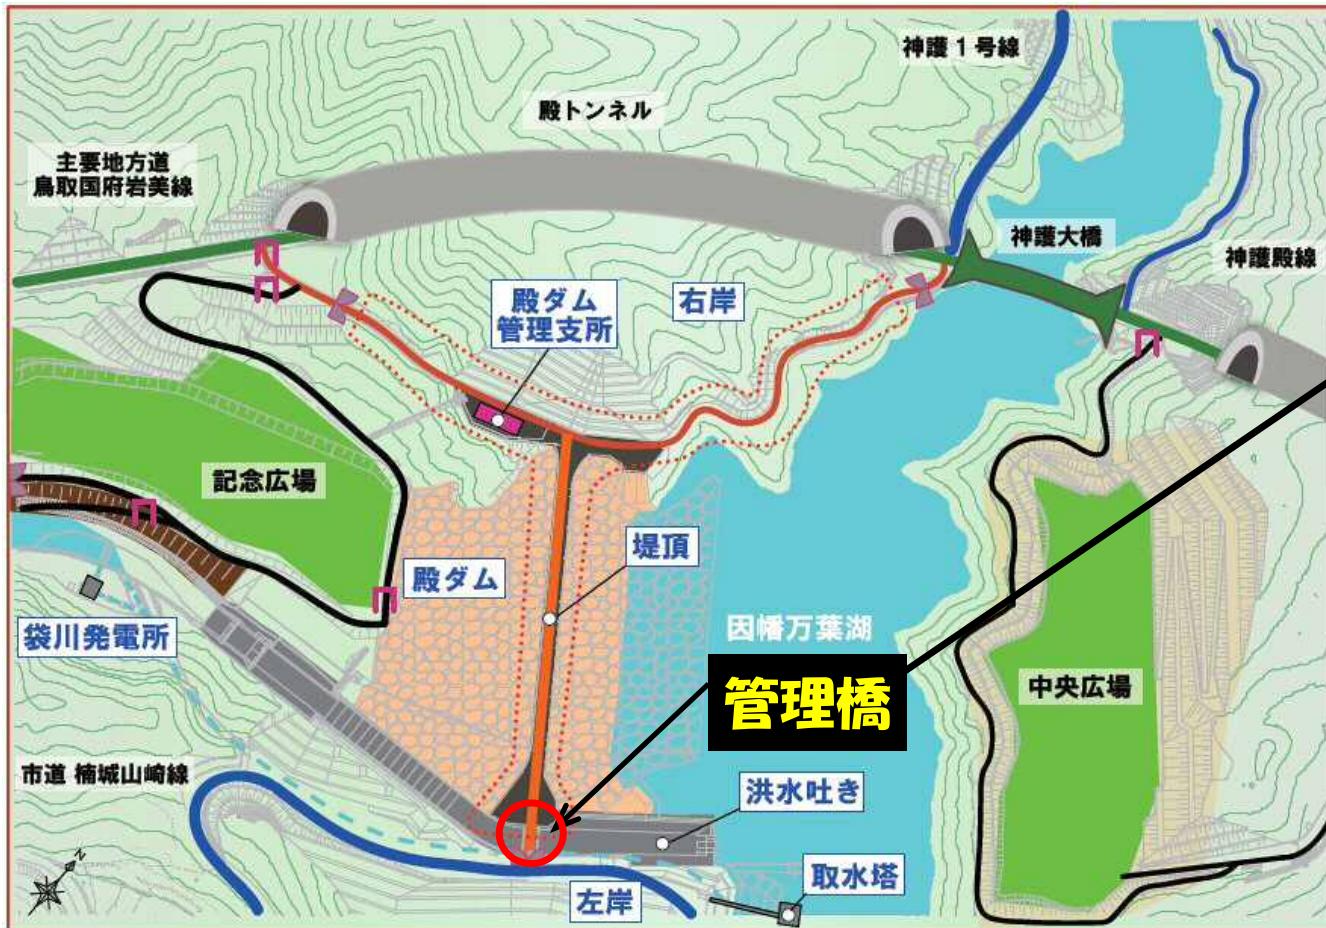 神護1号線
殿トンネル
主要地方道
鳥取国府岩美線
神護大橋
神護殿線
殿ダム
管理支所
右岸
記念広場
堤頂
殿ダム
袋川発電所
因幡万葉湖
管理橋
中央広場
市道 楠城山崎線
洪水吐き
取水塔
左岸
N